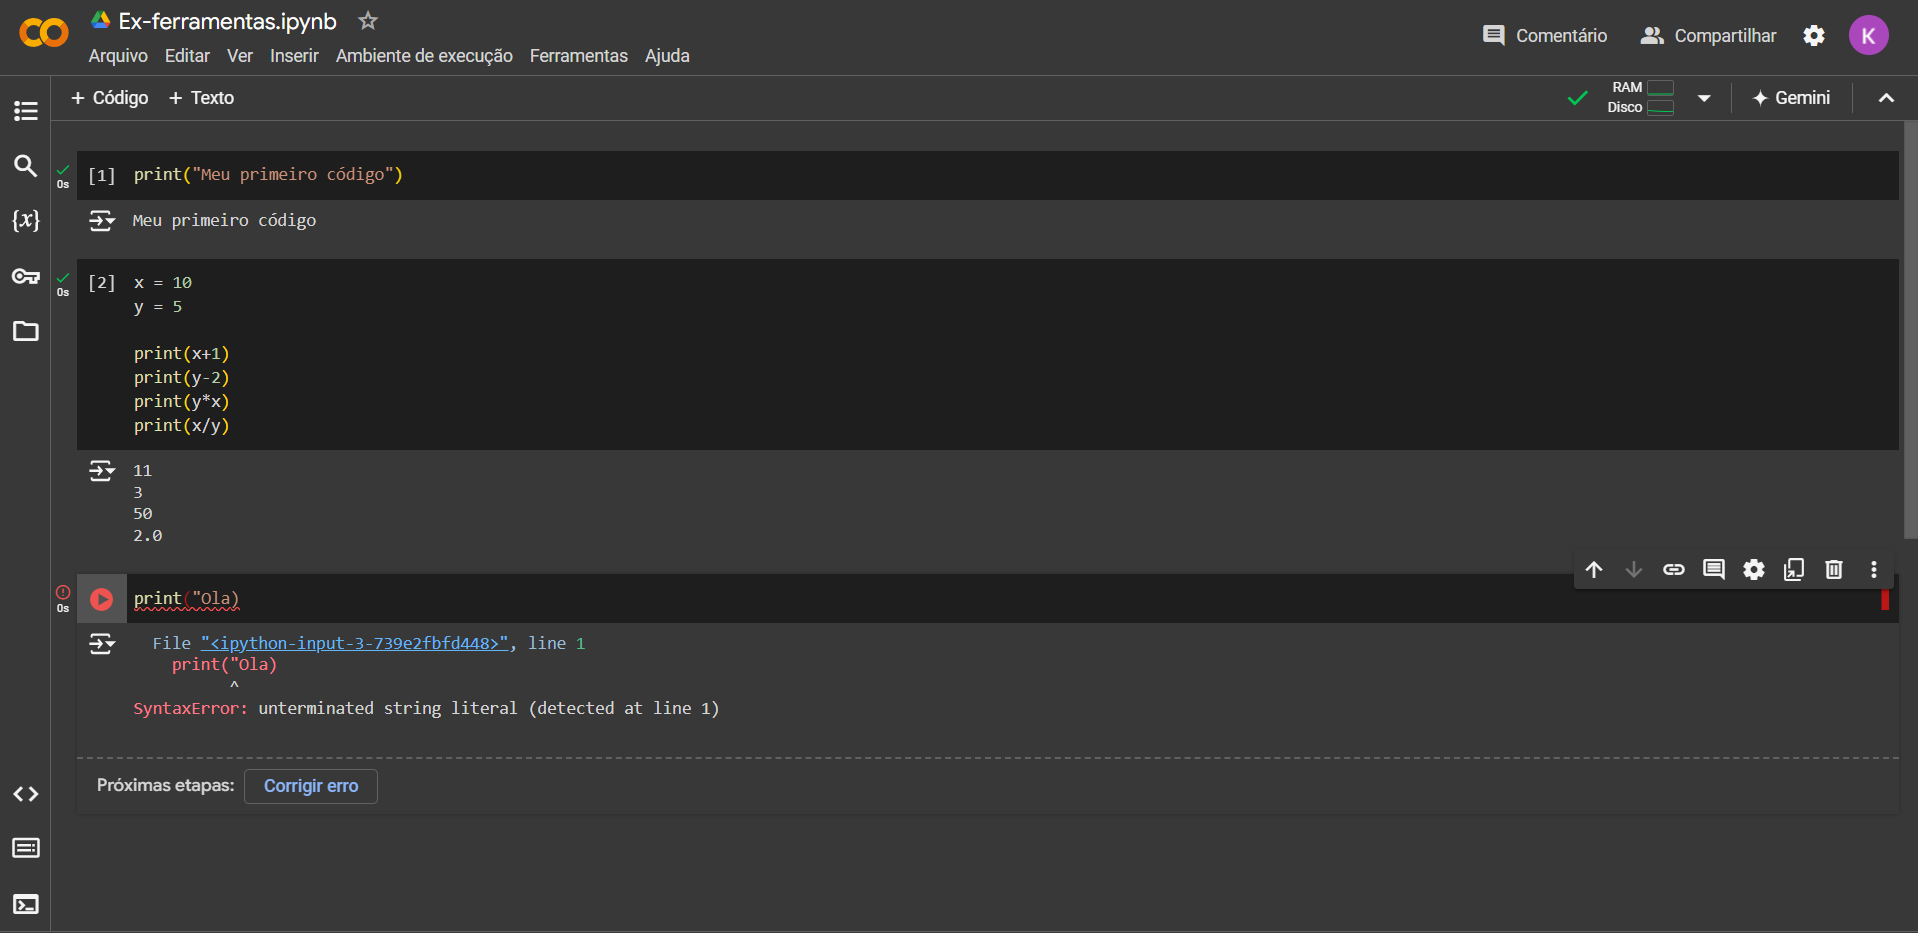 Ex-ferramentas.ipynb
Arquivo Editar Ver Inserir Ambiente de execução Ferramentas Ajuda
Comentário Compartilhar K
+ Código + Texto
RAM
Disco
Gemini
0s
[1] print("Meu primeiro código")
Meu primeiro código
0s
[2] x = 10
y = 5
print(x+1)
print(y-2)
print(y*x)
print(x/y)
11
3
50
2.0
0s
print("Ola)
File "<ipython-input-3-739e2fbfd448>", line 1
print("Ola)
^
SyntaxError: unterminated string literal (detected at line 1)
Próximas etapas: Corrigir erro